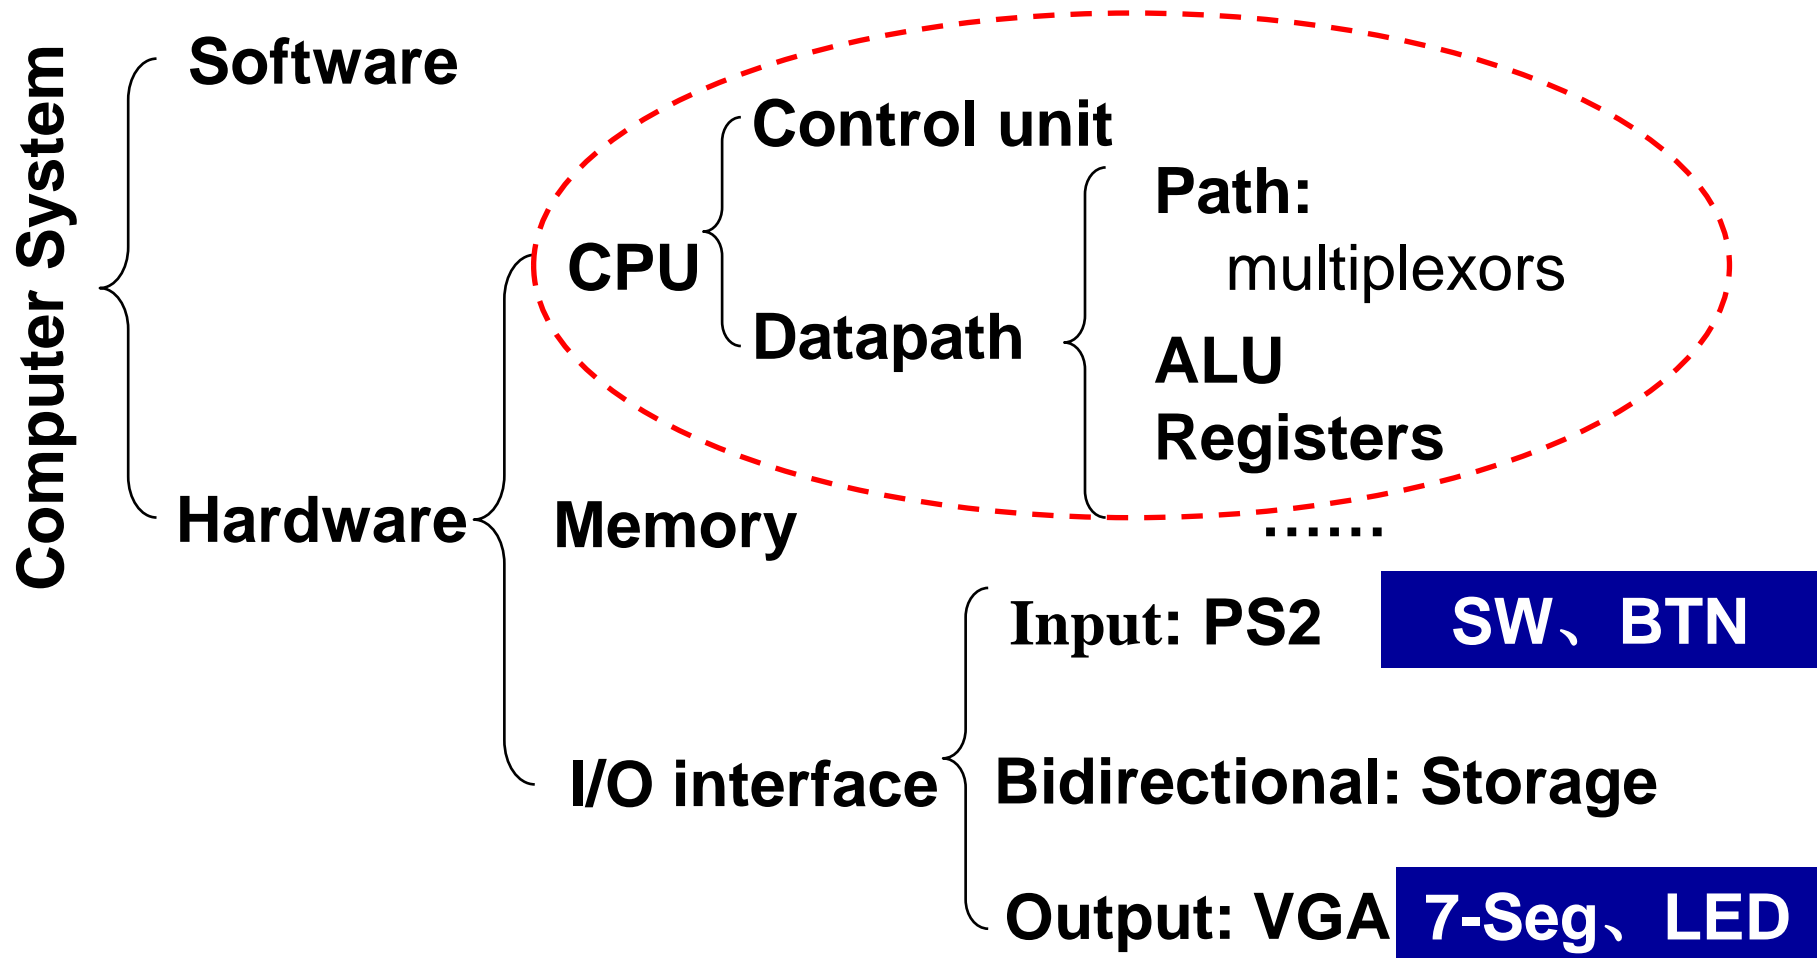 Computer System
Software
Control unit
Path:
multiplexors
CPU
Datapath
ALU
Registers
Hardware
Memory
......
Input: PS2 SW、BTN
I/O interface
Bidirectional: Storage
Output: VGA 7-Seg、LED